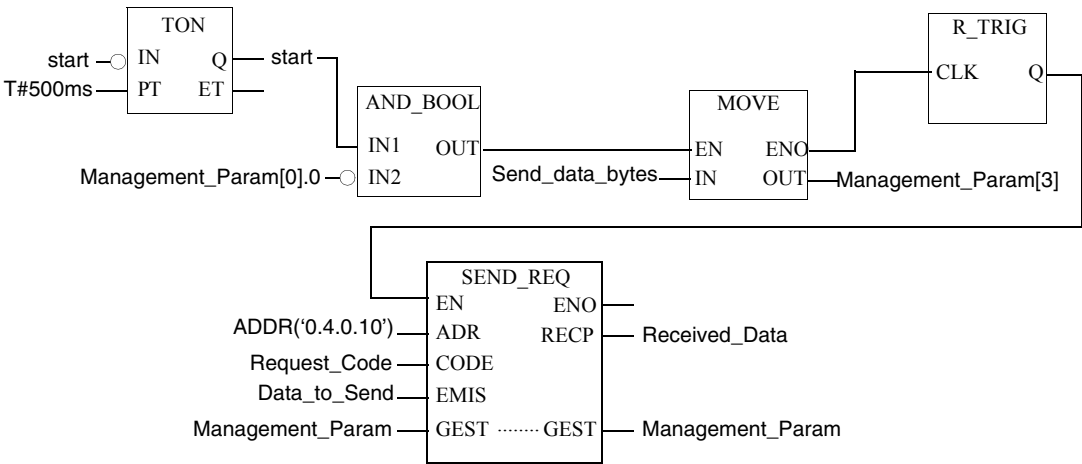 TON
start IN Q start
T#500ms PT ET
AND_BOOL
IN1 OUT
Management_Param[0].0 IN2
MOVE
EN ENO
Send_data_bytes IN OUT Management_Param[3]
R_TRIG
CLK Q
SEND_REQ
EN ENO
ADDR(‘0.4.0.10’) ADR RECP Received_Data
Request_Code CODE
Data_to_Send EMIS
Management_Param GEST GEST Management_Param